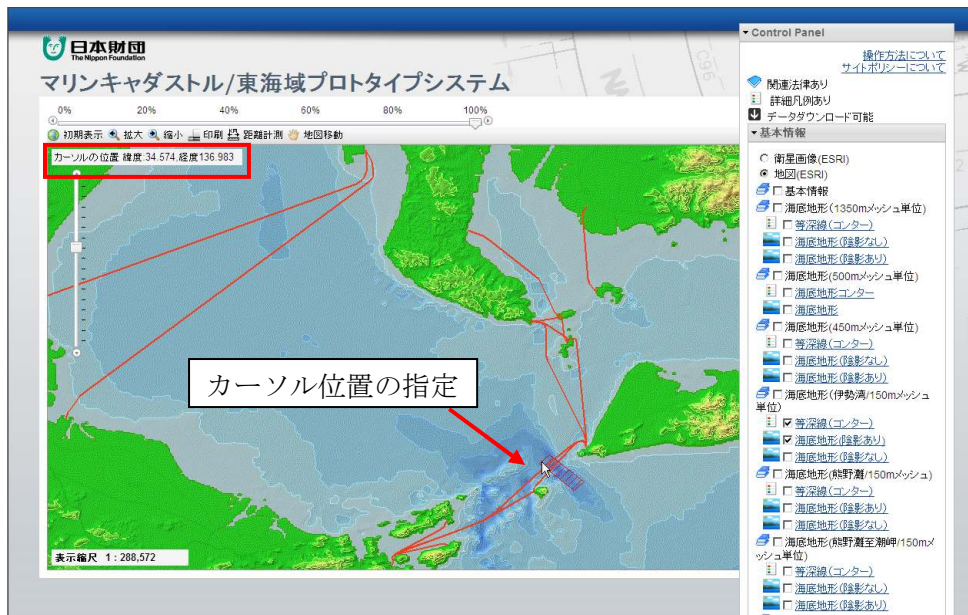 日本財団
The Nippon Foundation
マリンキャダストル/東海域プロトタイプシステム
0% 20% 40% 60% 80% 100%
初期表示 拡大 縮小 印刷 距離計測 地図移動
カーソルの位置 緯度:34.574,経度136.983
カーソル位置の指定
表示縮尺 1 : 288,572
Control Panel
操作方法について
サイトポリシーについて
関連法律あり
詳細凡例あり
データダウンロード可能
基本情報
衛星画像(ESRI)
地図(ESRI)
基本情報
海底地形(1350mメッシュ単位)
等深線(コンター)
海底地形(陰影なし)
海底地形(陰影あり)
海底地形(500mメッシュ単位)
海底地形コンター
海底地形
海底地形(450mメッシュ単位)
等深線(コンター)
海底地形(陰影なし)
海底地形(陰影あり)
海底地形(伊勢湾/150mメッシュ
単位)
等深線(コンター)
海底地形(陰影あり)
海底地形(陰影なし)
海底地形(熊野灘/150mメッシュ)
等深線(コンター)
海底地形(陰影あり)
海底地形(陰影なし)
海底地形(熊野灘至潮岬/150mメ
ッシュ単位)
等深線(コンター)
海底地形(陰影なし)
海底地形(陰影あり)